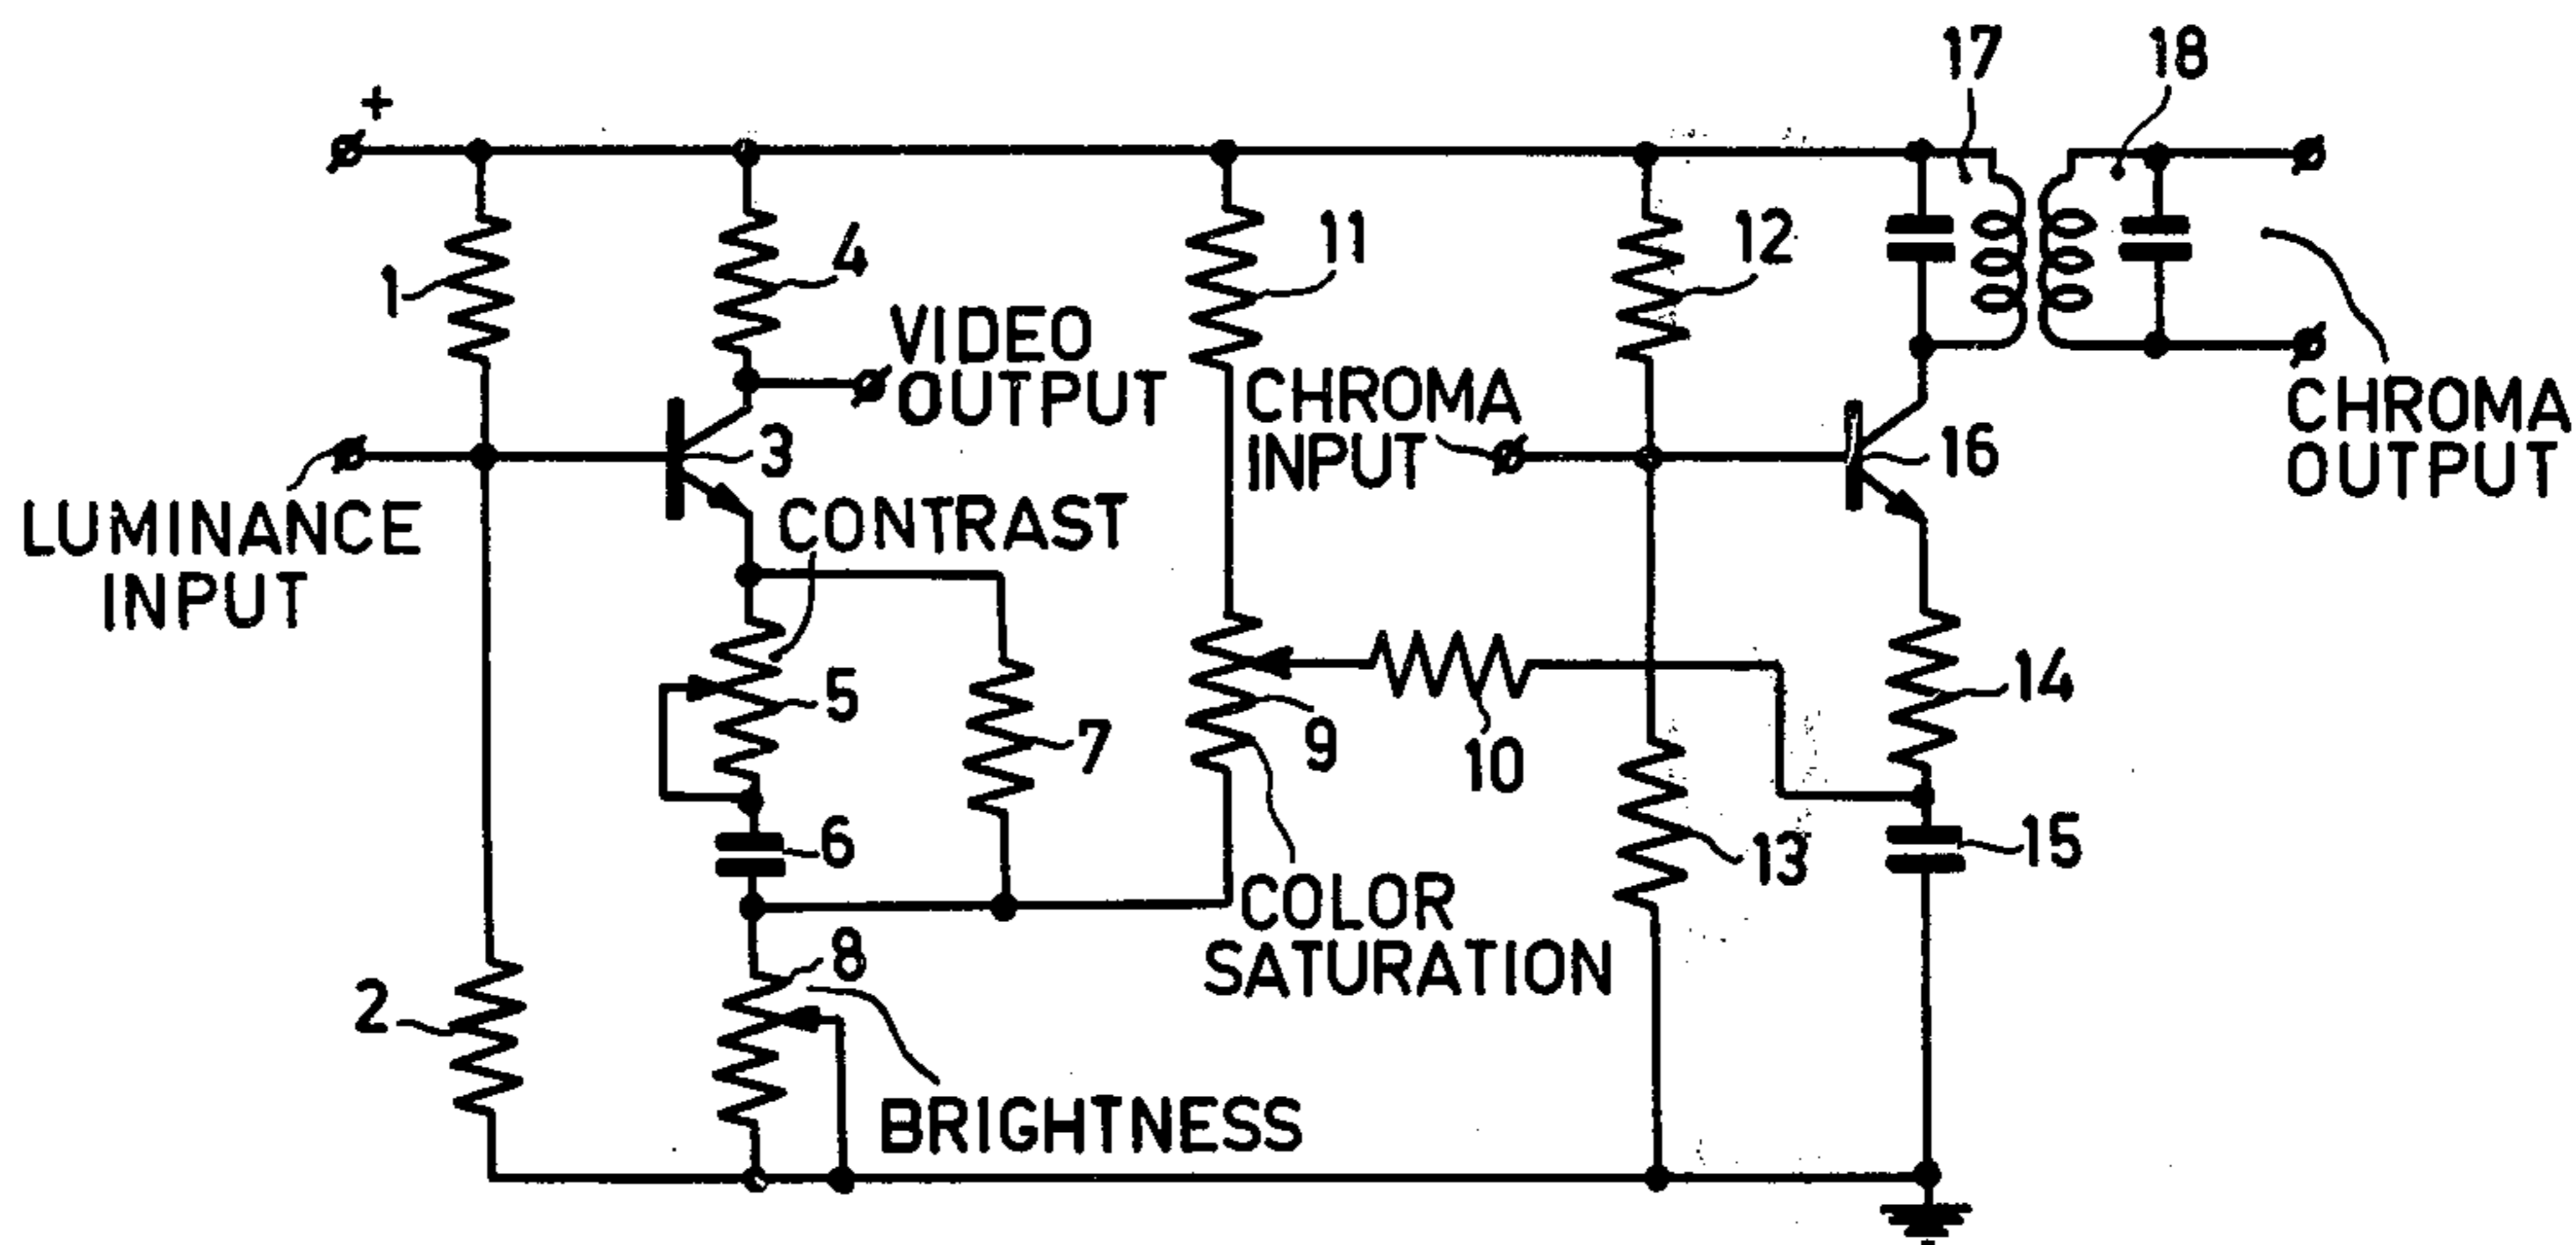 17
18
+
1
4
11
12
VIDEO
OUTPUT
CHROMA
INPUT
3
16
CHROMA
OUTPUT
LUMINANCE
INPUT
CONTRAST
5
7
9
10
14
6
13
15
COLOR
SATURATION
8
2
BRIGHTNESS